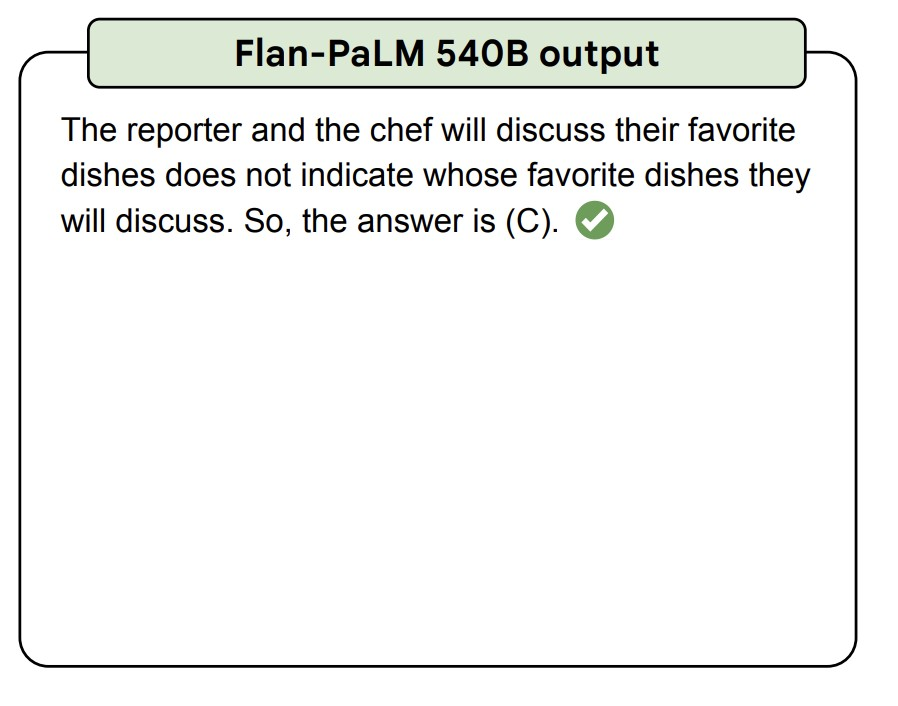 Flan-PaLM 540B output
The reporter and the chef will discuss their favorite
dishes does not indicate whose favorite dishes they
will discuss. So, the answer is (C).